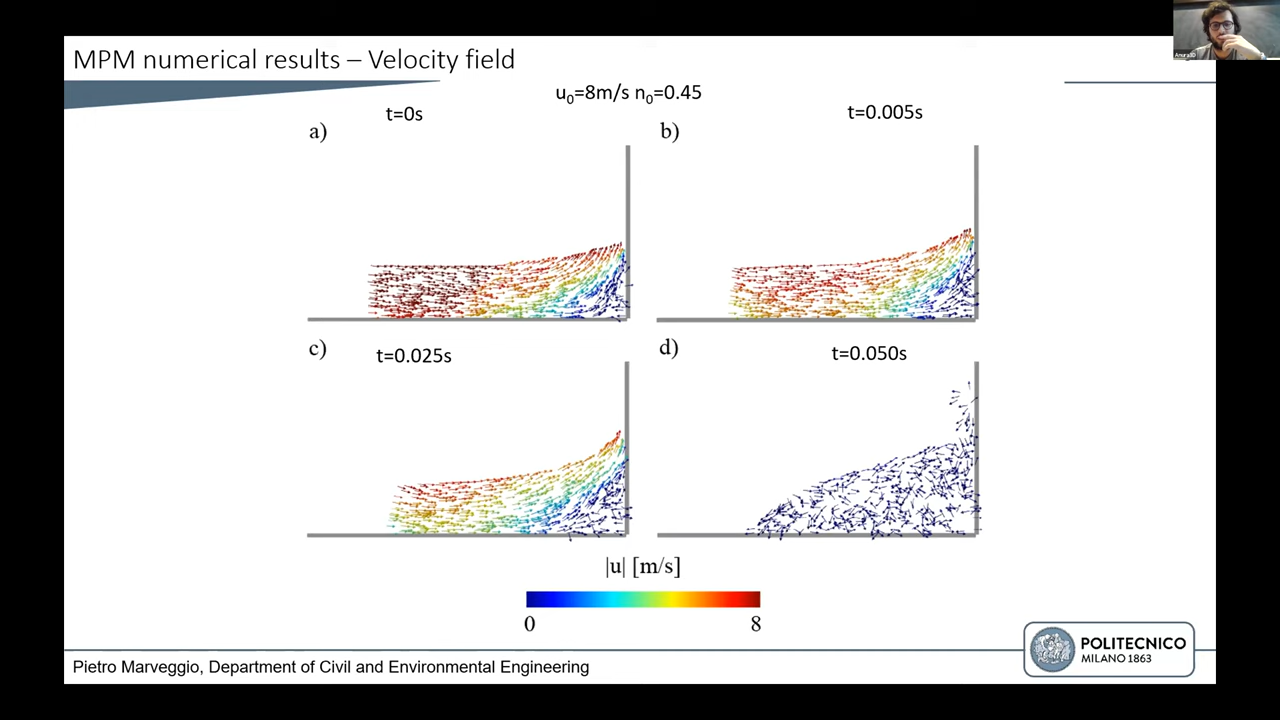 MPM numerical results – Velocity field
u₀=8m/s n₀=0.45
t=0s
t=0.005s
a)
b)
t=0.025s
t=0.050s
c)
d)
|u| [m/s]
0
8
Pietro Marveggio, Department of Civil and Environmental Engineering
POLITECNICO
MILANO 1863
Anura3D